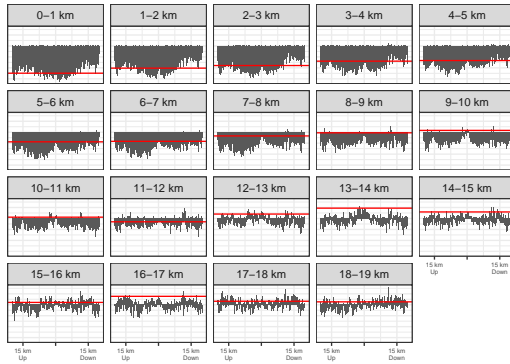 0–1 km
1–2 km
2–3 km
3–4 km
4–5 km
5–6 km
6–7 km
7–8 km
8–9 km
9–10 km
10–11 km
11–12 km
12–13 km
13–14 km
14–15 km
15 km
Up
15 km
Down
15–16 km
16–17 km
17–18 km
18–19 km
15 km
Up
15 km
Down
15 km
Up
15 km
Down
15 km
Up
15 km
Down
15 km
Up
15 km
Down